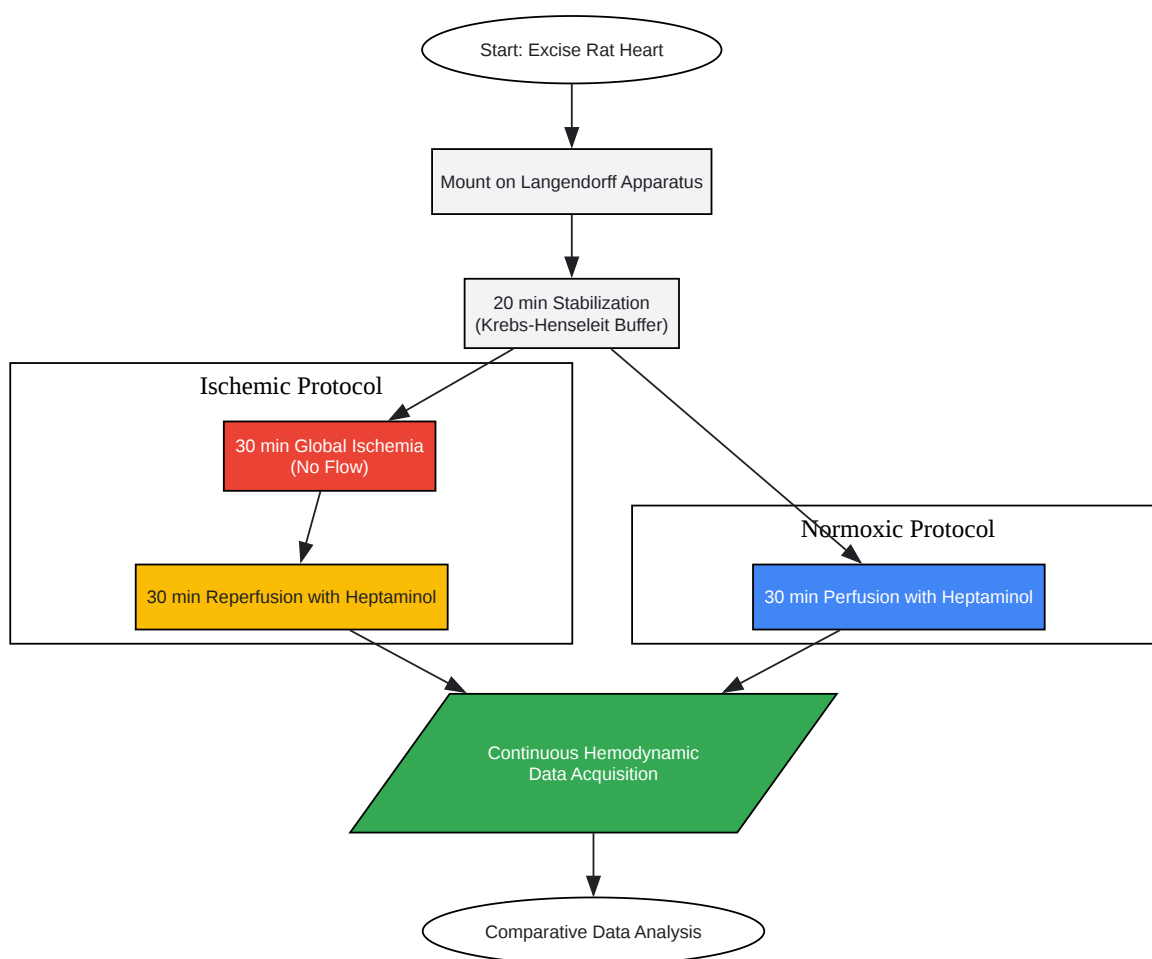 Start: Excise Rat Heart
Mount on Langendorff Apparatus
20 min Stabilization
(Krebs-Henseleit Buffer)
Ischemic Protocol
30 min Global Ischemia
(No Flow)
30 min Reperfusion with Heptaminol
Normoxic Protocol
30 min Perfusion with Heptaminol
Continuous Hemodynamic
Data Acquisition
Comparative Data Analysis